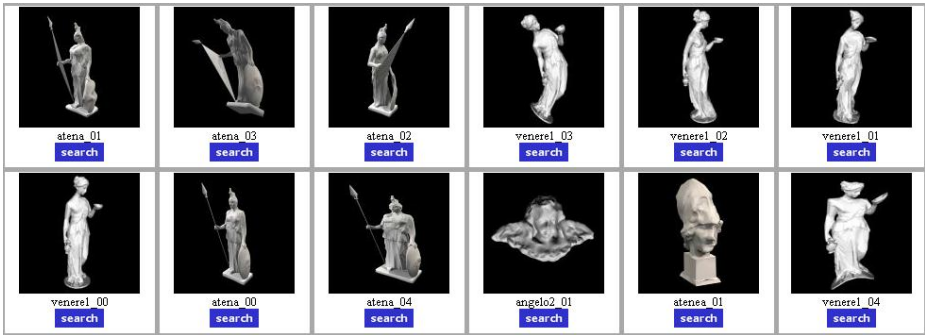 atena_01 atena_03 atena_02 venere1_03 venere1_02 venere1_01
search search search search search search
venere1_00 atena_00 atena_04 angelo2_01 atenea_01 venere1_04
search search search search search search